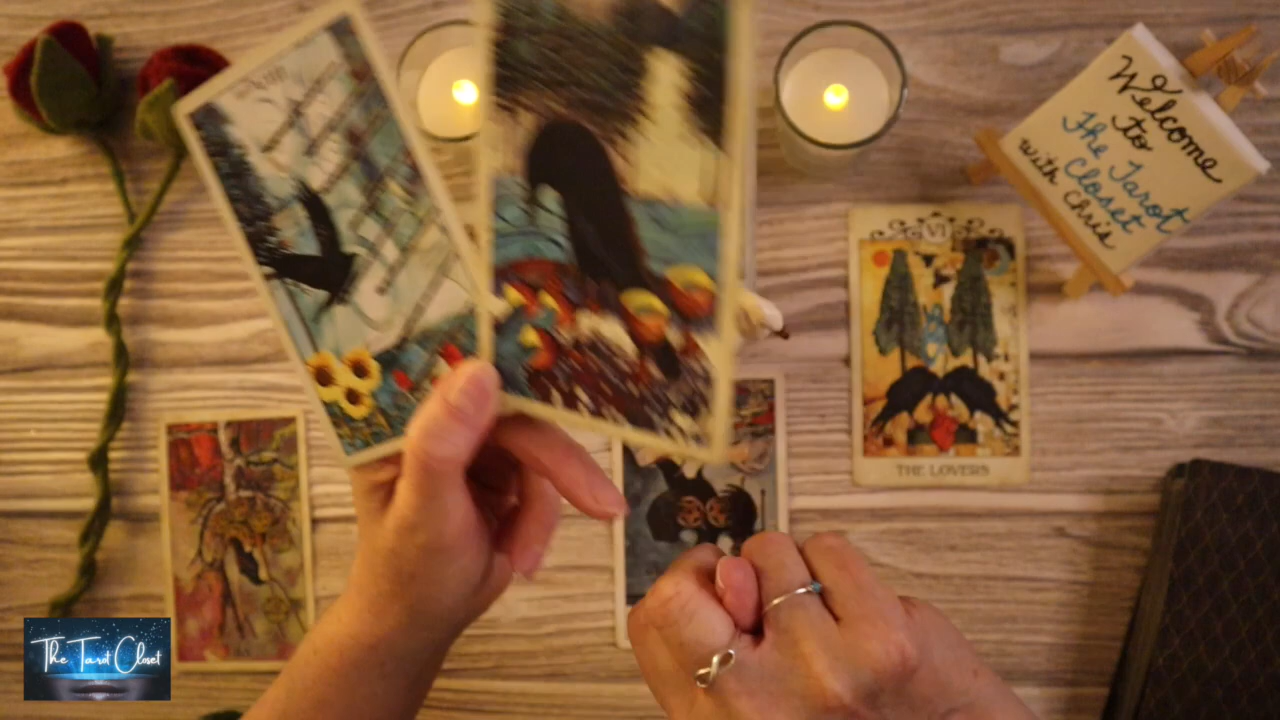 Welcome
to
The Tarot
Closet
with Chris
VI
THE LOVERS
The Tarot Closet